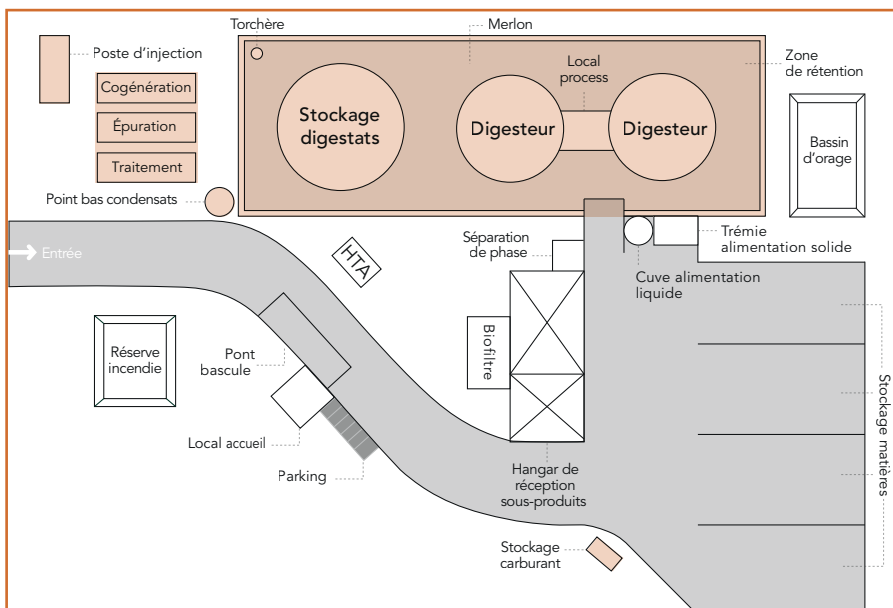 Torchère
Merlon
Poste d'injection
Local
process
Zone
de rétention
Cogénération
Stockage
digestats
Digesteur
Digesteur
Épuration
Bassin
d'orage
Traitement
Point bas condensats
Entrée
HTA
Séparation
de phase
Trémie
alimentation solide
Cuve alimentation
liquide
Réserve
incendie
Pont
bascule
Biofiltre
Stockage matières
Local accueil
Parking
Hangar de
réception
sous-produits
Stockage
carburant